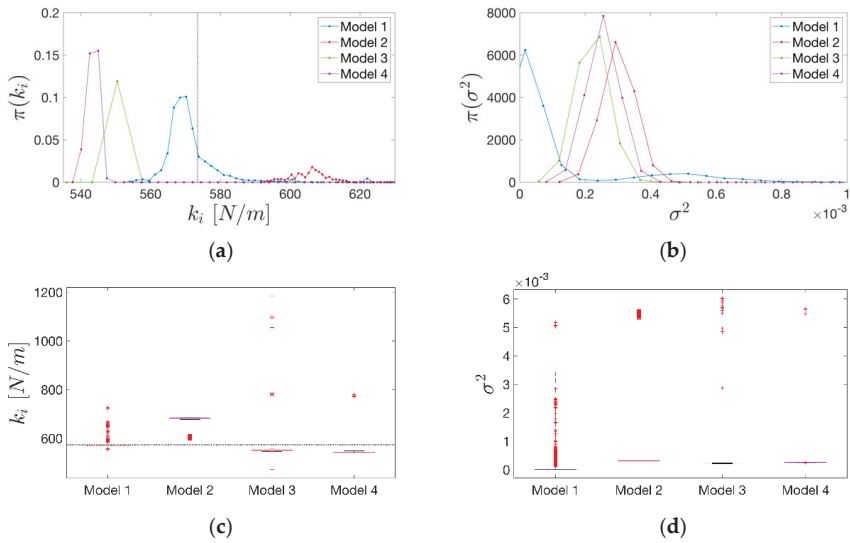 0.2
0.15
0.1
0.05
0
π(k_i)
540
560
580
600
620
k_i [N/m]
Model 1
Model 2
Model 3
Model 4
(a)
8000
6000
4000
2000
0
π(σ²)
0
0.2
0.4
0.6
0.8
1
×10⁻³
σ²
Model 1
Model 2
Model 3
Model 4
(b)
1200
1000
800
600
k_i [N/m]
Model 1
Model 2
Model 3
Model 4
(c)
×10⁻³
6
5
4
3
2
1
0
σ²
Model 1
Model 2
Model 3
Model 4
(d)